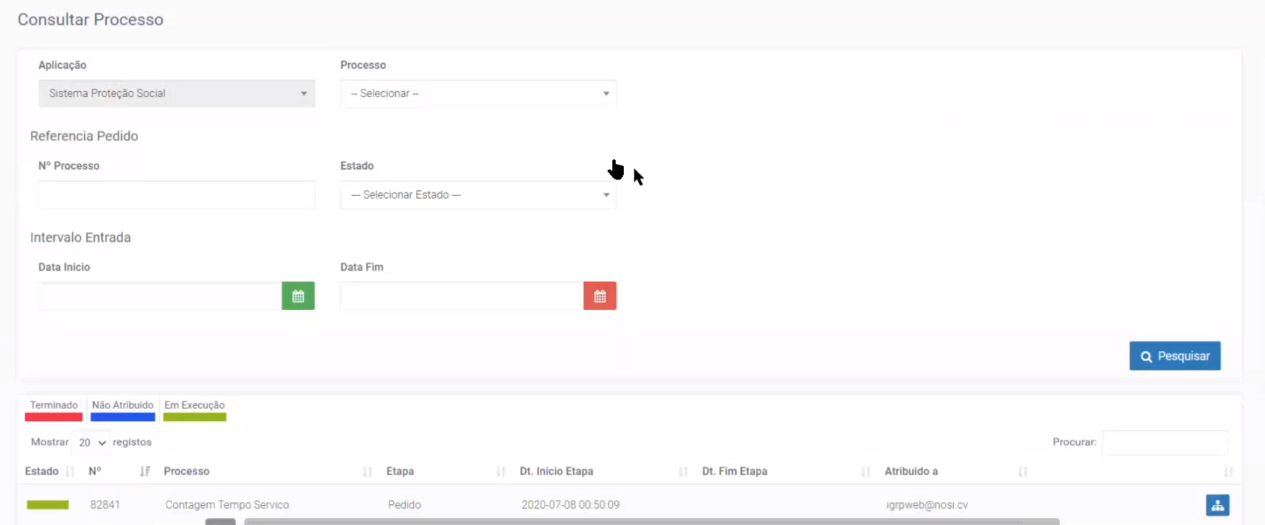 Consultar Processo
Aplicação Processo
Sistema Proteção Social -- Selecionar --
Referencia Pedido
Nº Processo Estado
--- Selecionar Estado ---
Intervalo Entrada
Data Inicio Data Fim
Pesquisar
Terminado Não Atribuido Em Execução
Mostrar 20 registos Procurar:
Estado Nº Processo Etapa Dt. Inicio Etapa Dt. Fim Etapa Atribuido a
82841 Contagem Tempo Servico Pedido 2020-07-08 00:50:09 igrpweb@nosi.cv